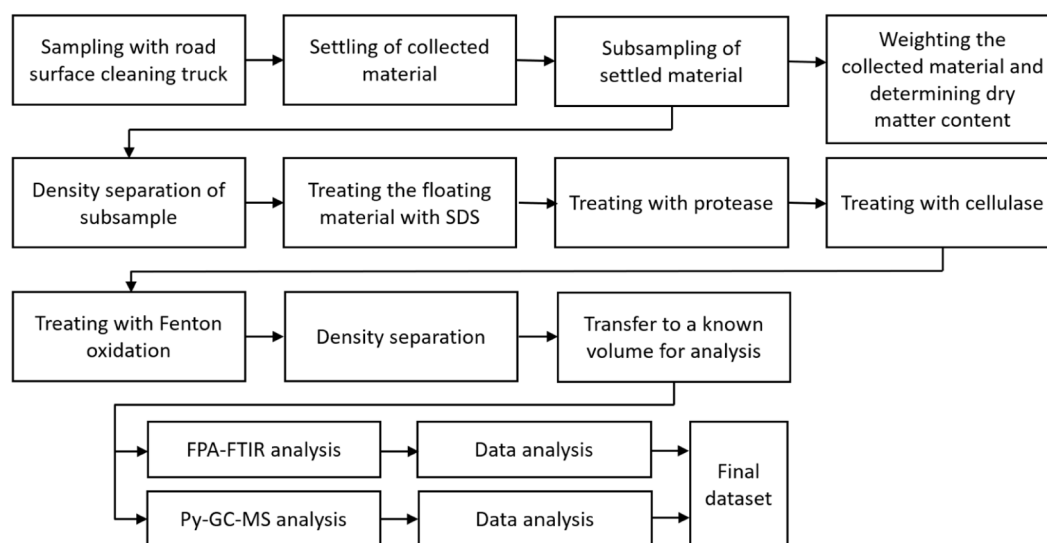 Sampling with road
surface cleaning truck
Settling of collected
material
Subsampling of
settled material
Weighting the
collected material and
determining dry
matter content
Density separation of
subsample
Treating the floating
material with SDS
Treating with protease
Treating with cellulase
Treating with Fenton
oxidation
Density separation
Transfer to a known
volume for analysis
FPA-FTIR analysis
Data analysis
Final
dataset
Py-GC-MS analysis
Data analysis